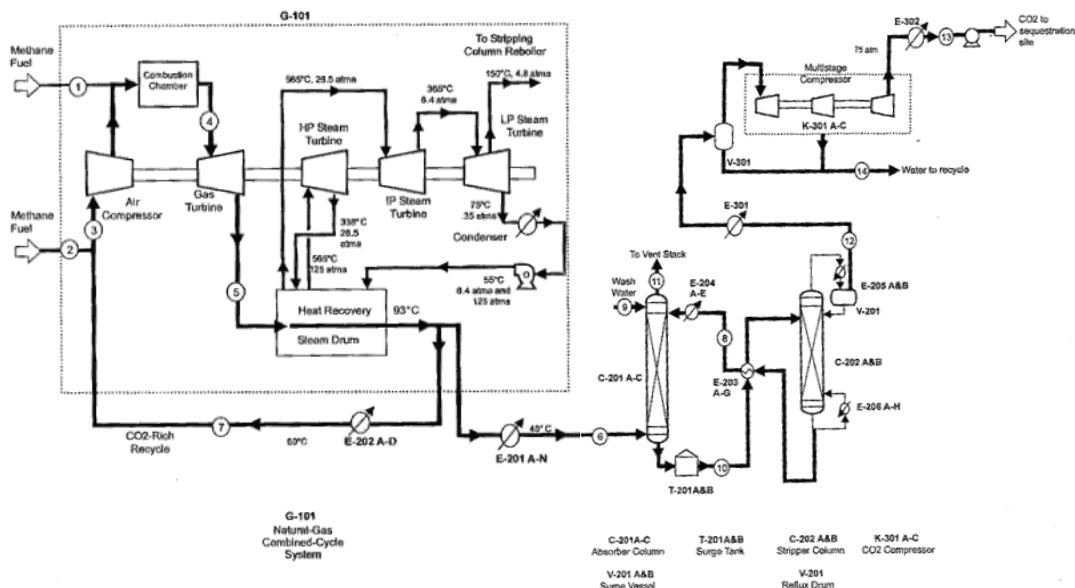 G-101
Methane
Fuel
1
Combustion
Chamber
4
Air
Compressor
Gas
Turbine
HP Steam
Turbine
IP Steam
Turbine
LP Steam
Turbine
To Stripping
Column Reboiler
150°C, 4.8 atma
565°C, 26.5 atma
365°C
6.4 atma
Methane
Fuel
2
3
5
338°C
26.5
atma
565°C
125 atma
75°C
.35 atma
Condenser
55°C
6.4 atma and
125 atma
Heat Recovery
Steam Drum
93°C
7
CO2-Rich
Recycle
60°C
E-202 A-D
E-201 A-N
40°C
6
G-101
Natural-Gas
Combined-Cycle
System
To Vent Stack
11
Wash
Water
9
C-201 A-C
E-204
A-E
8
E-203
A-G
10
T-201A&B
E-205 A&B
V-201
C-202 A&B
E-206 A-H
12
E-301
V-301
Multistage
Compressor
K-301 A-C
75 atm
E-302
13
CO2 to
sequestration
site
14
Water to recycle
C-201A-C
Absorber Column
T-201A&B
Surge Tank
C-202 A&B
Stripper Column
K-301 A-C
CO2 Compressor
V-201 A&B
Surge Vessel
V-201
Reflux Drum